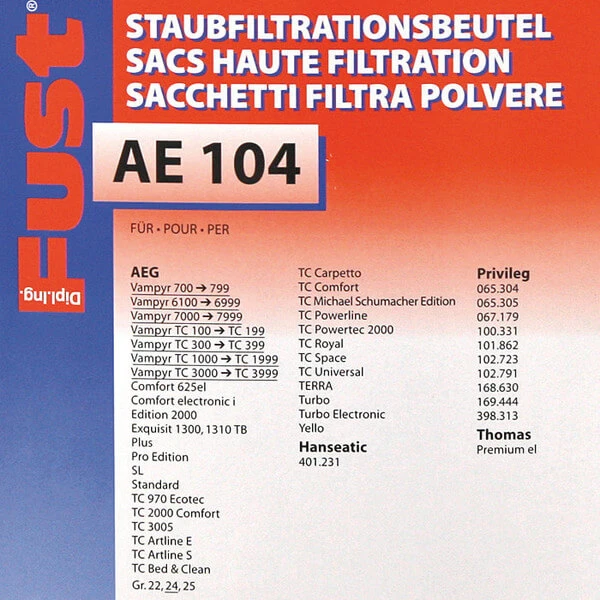 Dipl.Ing.
Fust®
STAUBFILTRATIONSBEUTEL
SACS HAUTE FILTRATION
SACCHETTI FILTRA POLVERE
AE 104
FÜR • POUR • PER
AEG
Vampyr 700 → 799
Vampyr 6100 → 6999
Vampyr 7000 → 7999
Vampyr TC 100 → TC 199
Vampyr TC 300 → TC 399
Vampyr TC 1000 → TC 1999
Vampyr TC 3000 → TC 3999
Comfort 625el
Comfort electronic i
Edition 2000
Exquisit 1300, 1310 TB
Plus
Pro Edition
SL
Standard
TC 970 Ecotec
TC 2000 Comfort
TC 3005
TC Artline E
TC Artline S
TC Bed & Clean
Gr. 22, 24, 25
TC Carpetto
TC Comfort
TC Michael Schumacher Edition
TC Powerline
TC Powertec 2000
TC Royal
TC Space
TC Universal
TERRA
Turbo
Turbo Electronic
Yello
Hanseatic
401.231
Privileg
065.304
065.305
067.179
100.331
101.862
102.723
102.791
168.630
169.444
398.313
Thomas
Premium el